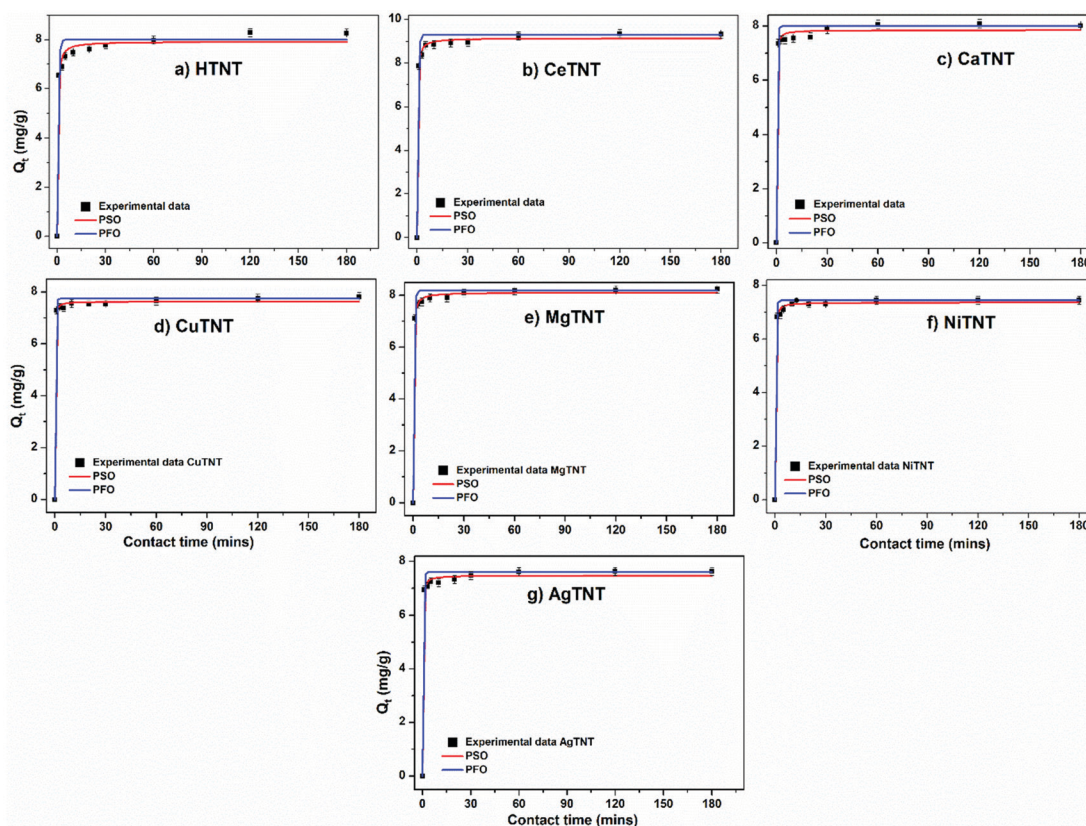 Qt (mg/g)
8
6
4
2
0
a) HTNT
Experimental data
PSO
PFO
0 30 60 90 120 150 180
10
8
6
4
2
0
b) CeTNT
Experimental data
PSO
PFO
0 30 60 90 120 150 180
8
6
4
2
0
c) CaTNT
Experimental data
PSO
PFO
0 30 60 90 120 150 180
Qt (mg/g)
8
6
4
2
0
d) CuTNT
Experimental data CuTNT
PSO
PFO
0 30 60 90 120 150 180
Contact time (mins)
8
6
4
2
0
e) MgTNT
Experimental data MgTNT
PSO
PFO
0 30 60 90 120 150 180
8
6
4
2
0
f) NiTNT
Experimental data NiTNT
PSO
PFO
0 30 60 90 120 150 180
Contact time (mins)
Qt (mg/g)
8
6
4
2
0
g) AgTNT
Experimental data AgTNT
PSO
PFO
0 30 60 90 120 150 180
Contact time (mins)